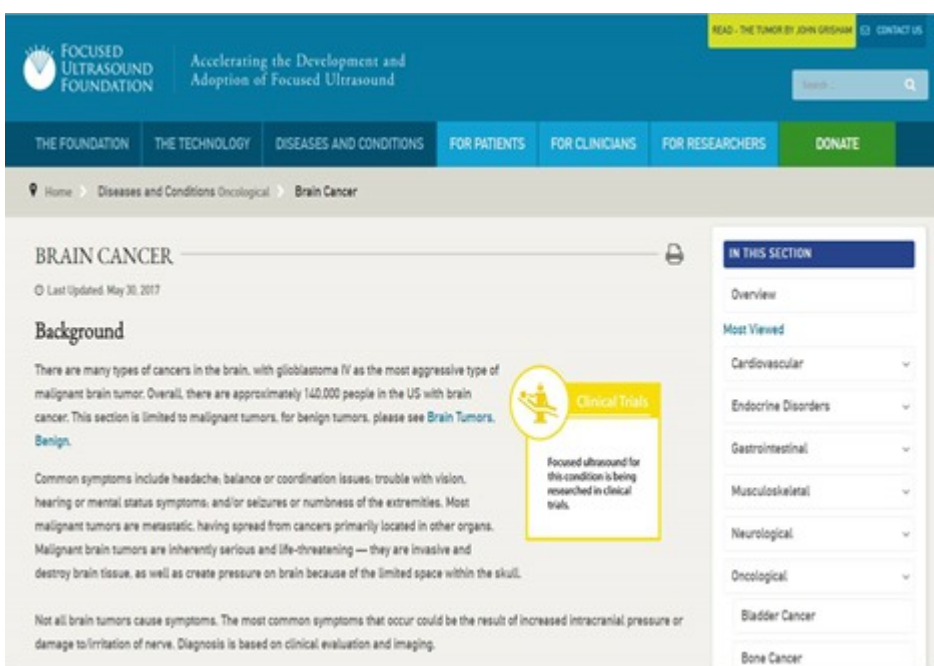 READ - THE TUMOR BY JOHN GRISHAM
CONTACT US
FOCUSED
ULTRASOUND
FOUNDATION
Accelerating the Development and
Adoption of Focused Ultrasound
Search ...
THE FOUNDATION
THE TECHNOLOGY
DISEASES AND CONDITIONS
FOR PATIENTS
FOR CLINICIANS
FOR RESEARCHERS
DONATE
Home
Diseases and Conditions Oncological
Brain Cancer
BRAIN CANCER
Last Updated: May 30, 2017
Background
There are many types of cancers in the brain, with glioblastoma IV as the most aggressive type of
malignant brain tumor. Overall, there are approximately 140,000 people in the US with brain
cancer. This section is limited to malignant tumors, for benign tumors, please see Brain Tumors,
Benign.
Common symptoms include headache; balance or coordination issues; trouble with vision,
hearing or mental status symptoms; and/or seizures or numbness of the extremities. Most
malignant tumors are metastatic, having spread from cancers primarily located in other organs.
Malignant brain tumors are inherently serious and life-threatening — they are invasive and
destroy brain tissue, as well as create pressure on brain because of the limited space within the skull.
Not all brain tumors cause symptoms. The most common symptoms that occur could be the result of increased intracranial pressure or
damage to/irritation of nerve. Diagnosis is based on clinical evaluation and imaging.
Clinical Trials
Focused ultrasound for
this condition is being
researched in clinical
trials.
IN THIS SECTION
Overview
Most Viewed
Cardiovascular
Endocrine Disorders
Gastrointestinal
Musculoskeletal
Neurological
Oncological
Bladder Cancer
Bone Cancer